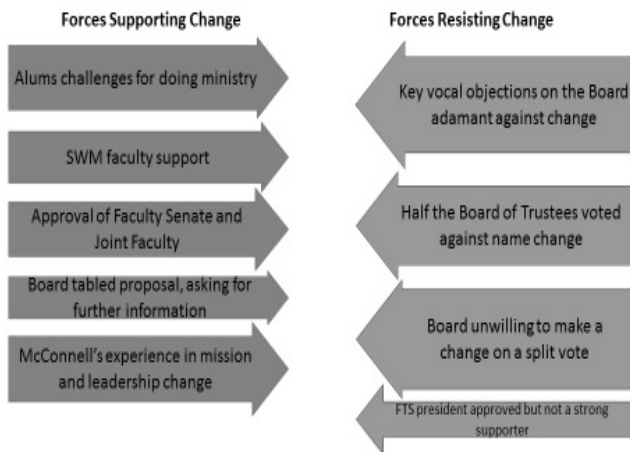 Forces Supporting Change
Alums challenges for doing ministry
SWM faculty support
Approval of Faculty Senate and
Joint Faculty
Board tabled proposal, asking for
further information
McConnell's experience in mission
and leadership change
Forces Resisting Change
Key vocal objections on the Board
adamant against change
Half the Board of Trustees voted
against name change
Board unwilling to make a
change on a split vote
FTS president approved but not a strong
supporter